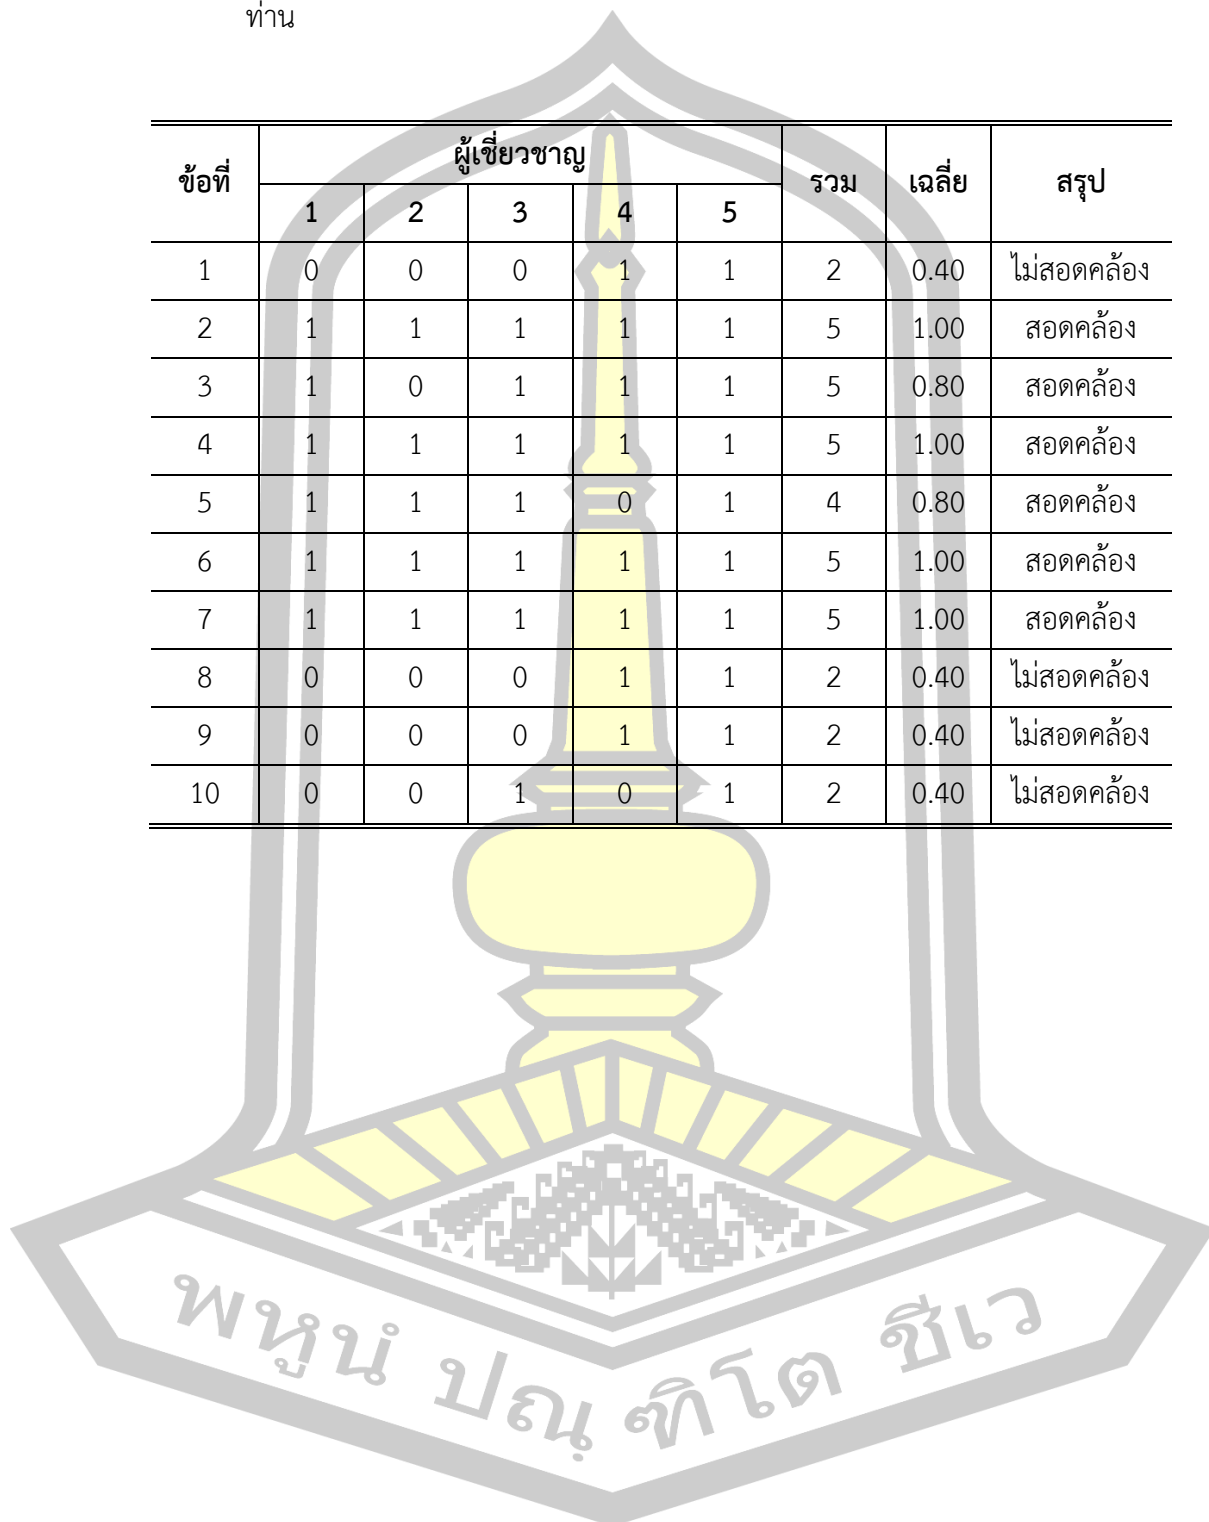 ท่าน
ข้อที่ ผู้เชี่ยวชาญ รวม เฉลี่ย สรุป
1 2 3 4 5
1 0 0 0 1 1 2 0.40 ไม่สอดคล้อง
2 1 1 1 1 1 5 1.00 สอดคล้อง
3 1 0 1 1 1 5 0.80 สอดคล้อง
4 1 1 1 1 1 5 1.00 สอดคล้อง
5 1 1 1 0 1 4 0.80 สอดคล้อง
6 1 1 1 1 1 5 1.00 สอดคล้อง
7 1 1 1 1 1 5 1.00 สอดคล้อง
8 0 0 0 1 1 2 0.40 ไม่สอดคล้อง
9 0 0 0 1 1 2 0.40 ไม่สอดคล้อง
10 0 0 1 0 1 2 0.40 ไม่สอดคล้อง
พหูนํ ปณฺ ฑิโต ชีเว